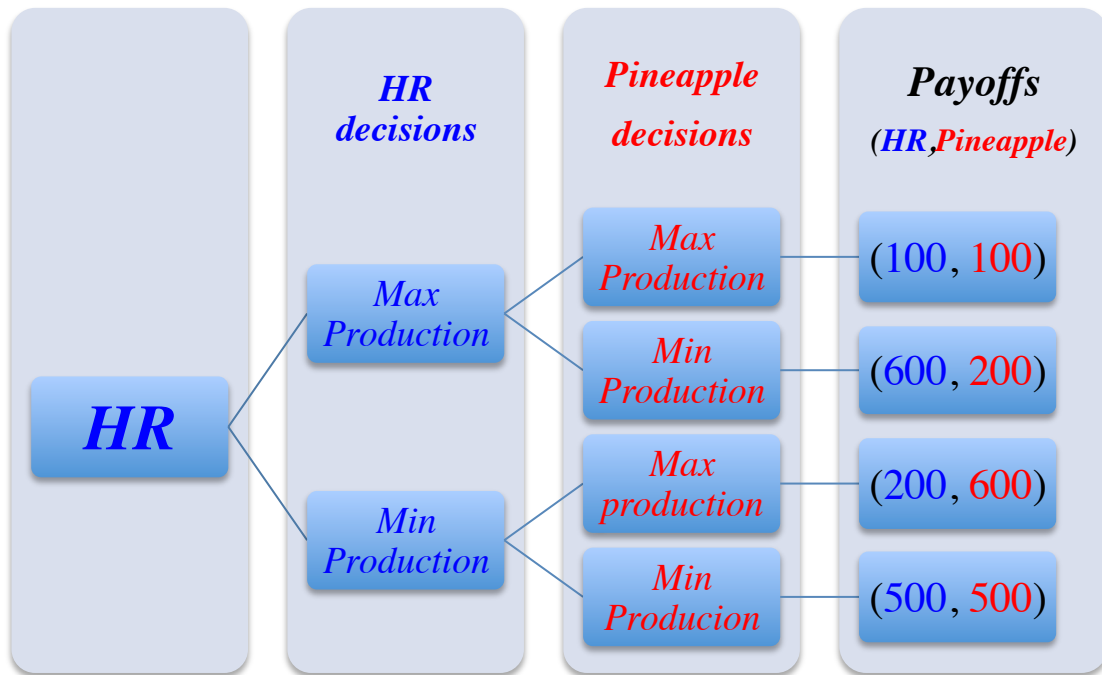 HR
decisions
Pineapple
decisions
Payoffs
(HR,Pineapple)
HR
Max
Production
Min
Production
Max
Production
Min
Production
Max
production
Min
Producion
(100, 100)
(600, 200)
(200, 600)
(500, 500)